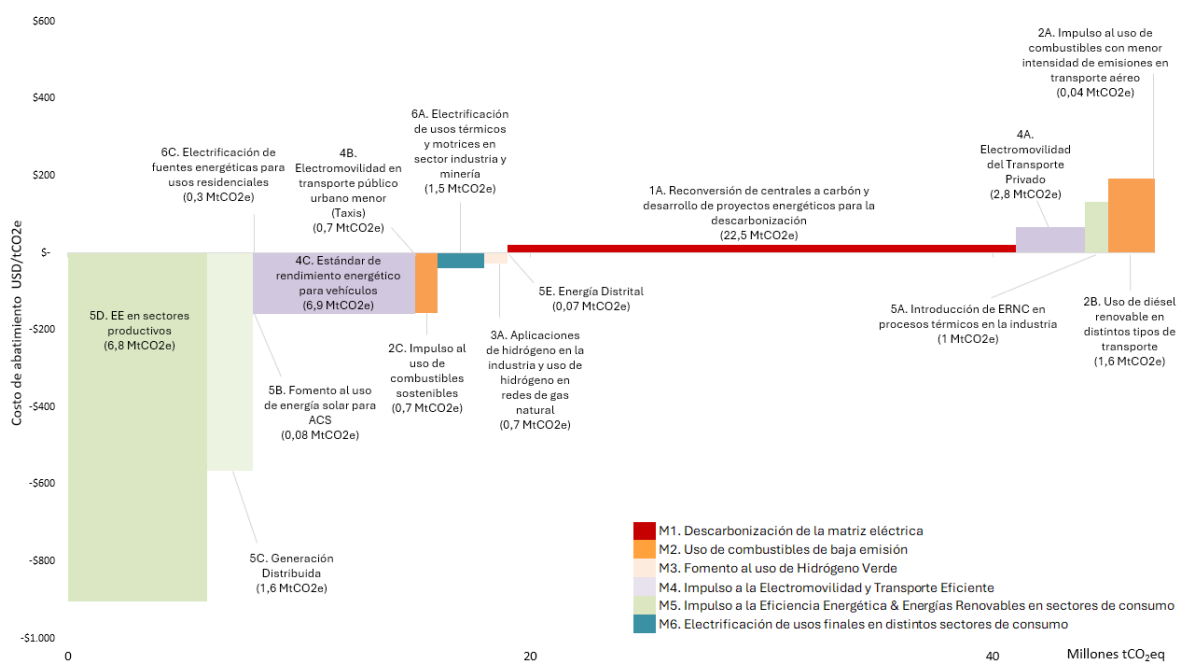 $600
$400
$200
$-
-$200
-$400
-$600
-$800
-$1.000
Costo de abatimiento USD/tCO2e
0
20
40
Millones tCO₂eq
5D. EE en sectores
productivos
(6,8 MtCO2e)
5C. Generación
Distribuida
(1,6 MtCO2e)
6C. Electrificación de
fuentes energéticas para
usos residenciales
(0,3 MtCO2e)
5B. Fomento al uso
de energía solar para
ACS
(0,08 MtCO2e)
4C. Estándar de
rendimiento energético
para vehículos
(6,9 MtCO2e)
4B.
Electromovilidad en
transporte público
urbano menor
(Taxis)
(0,7 MtCO2e)
2C. Impulso al
uso de
combustibles
sostenibles
(0,7 MtCO2e)
6A. Electrificación
de usos térmicos
y motrices en
sector industria y
minería
(1,5 MtCO2e)
3A. Aplicaciones
de hidrógeno en la
industria y uso de
hidrógeno en
redes de gas
natural
(0,7 MtCO2e)
5E. Energía Distrital
(0,07 MtCO2e)
1A. Reconversión de centrales a carbón y
desarrollo de proyectos energéticos para la
descarbonización
(22,5 MtCO2e)
4A.
Electromovilidad
del Transporte
Privado
(2,8 MtCO2e)
5A. Introducción de ERNC en
procesos térmicos en la industria
(1 MtCO2e)
2B. Uso de diésel
renovable en
distintos tipos de
transporte
(1,6 MtCO2e)
2A. Impulso al uso de
combustibles con menor
intensidad de emisiones en
transporte aéreo
(0,04 MtCO2e)
M1. Descarbonización de la matriz eléctrica
M2. Uso de combustibles de baja emisión
M3. Fomento al uso de Hidrógeno Verde
M4. Impulso a la Electromovilidad y Transporte Eficiente
M5. Impulso a la Eficiencia Energética & Energías Renovables en sectores de consumo
M6. Electrificación de usos finales en distintos sectores de consumo